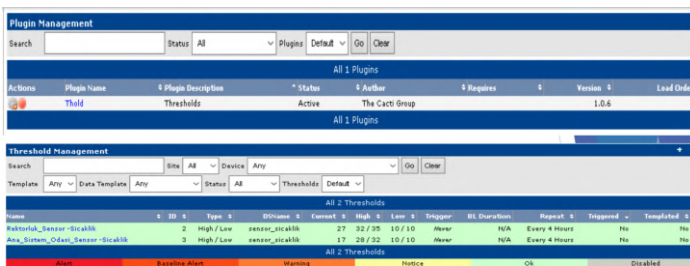 Plugin Management
Search Status All Plugins Default Go Clear
All 1 Plugins
Actions Plugin Name Plugin Description Status Author Requires Version Load Orde
Thold Thresholds Active The Cacti Group 1.0.6
All 1 Plugins
Threshold Management +
Search Site All Device Any Go Clear
Template Any Data Template Any Status All Thresholds Default
All 2 Thresholds
Name ID Type DSName Current High Low Trigger BL Duration Repeat Triggered Templated
Rektorluk_Sensor -Sicaklik 2 High / Low sensor_sicaklik 27 32 / 35 10 / 10 Never N/A Every 4 Hours No No
Ana_Sistem_Odasi_Sensor -Sicaklik 3 High / Low sensor_sicaklik 17 28 / 32 10 / 10 Never N/A Every 4 Hours No No
All 2 Thresholds
Alert Baseline Alert Warning Notice Ok Disabled